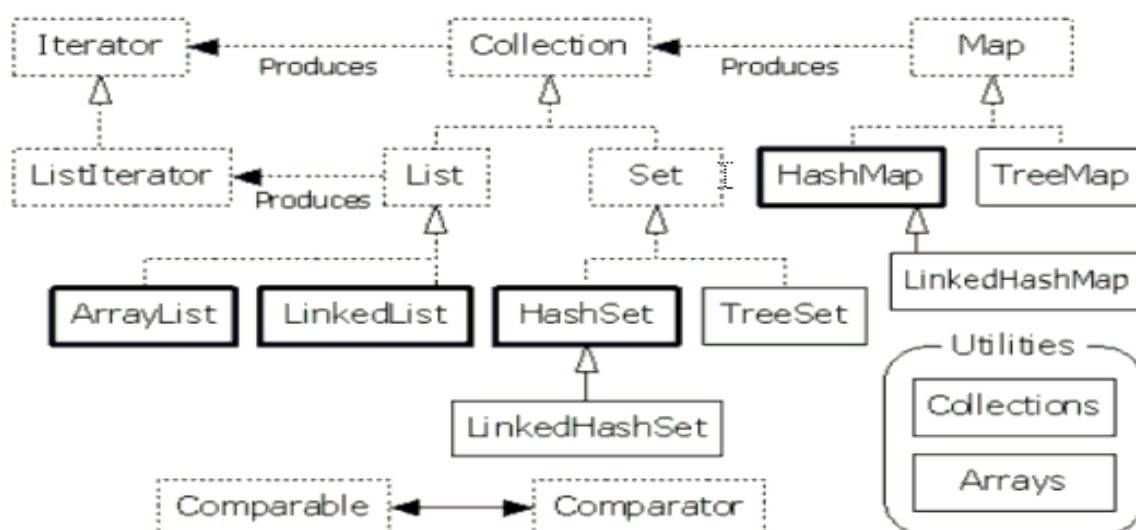 Iterator
Collection
Map
Produces
Produces
ListIterator
List
Set
HashMap
TreeMap
Produces
LinkedHashMap
ArrayList
LinkedList
HashSet
TreeSet
Utilities
Collections
LinkedHashSet
Arrays
Comparable
Comparator